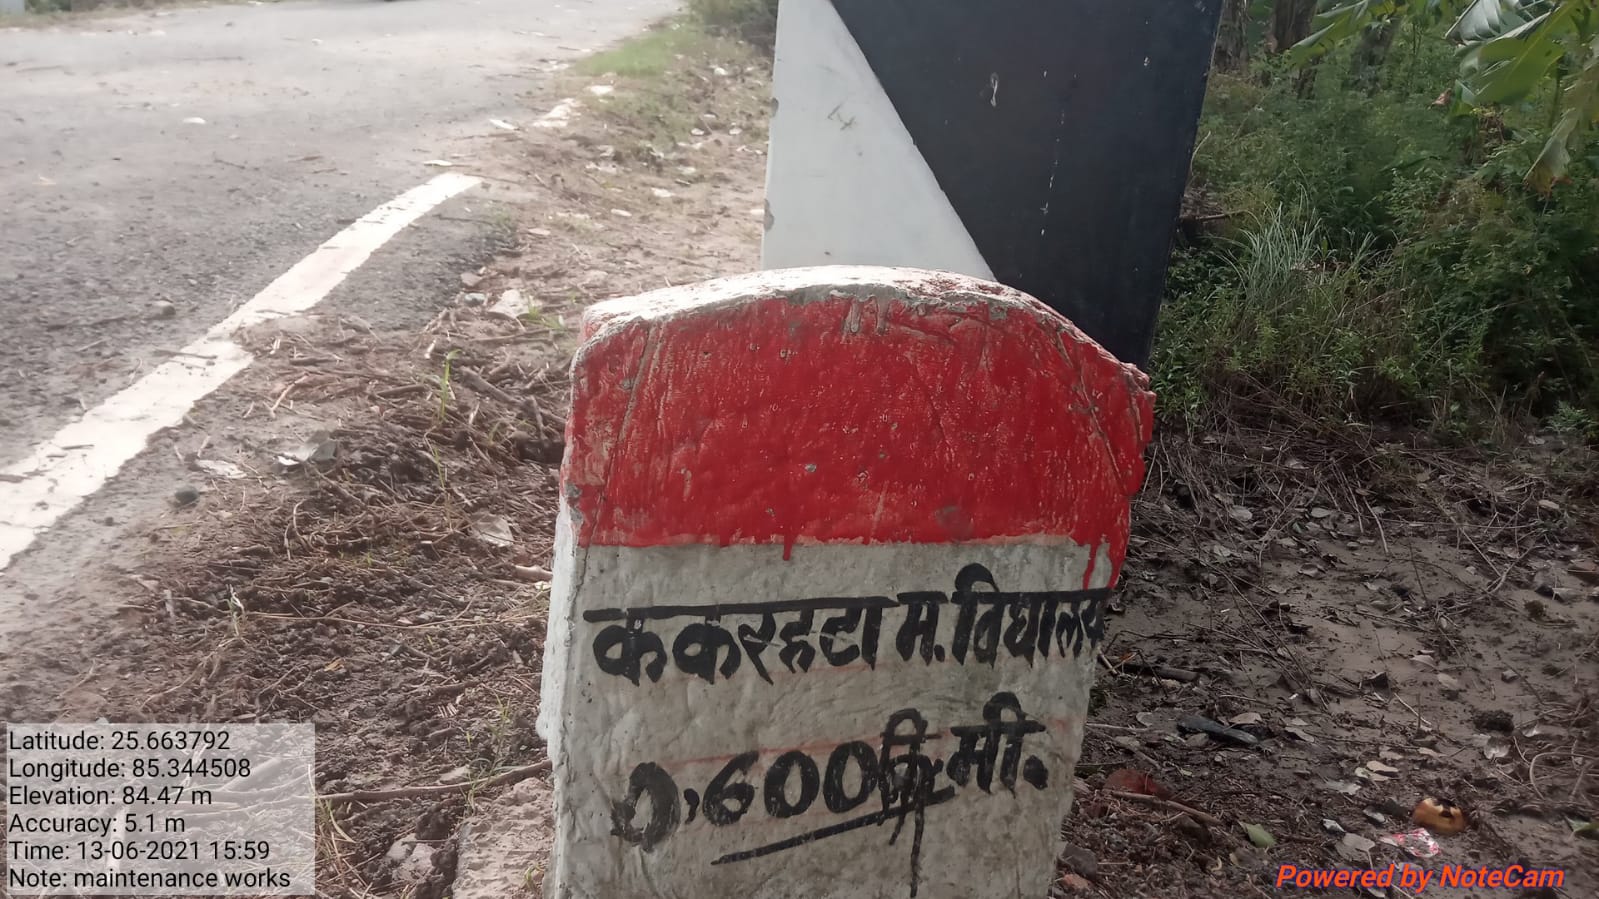 ककरहटा म. विद्यालय
0.600 कि.मी.
Latitude: 25.663792
Longitude: 85.344508
Elevation: 84.47 m
Accuracy: 5.1 m
Time: 13-06-2021 15:59
Note: maintenance works
Powered by NoteCam